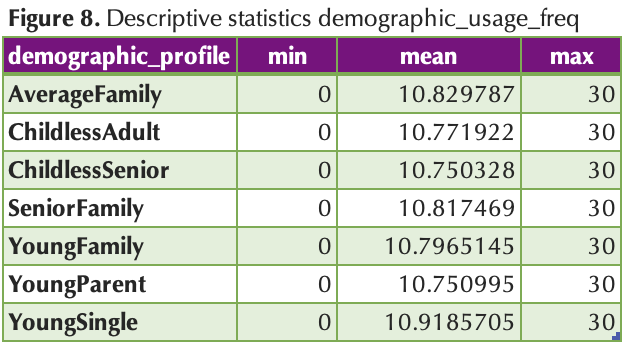 Figure 8. Descriptive statistics demographic_usage_freq
demographic_profile min mean max
AverageFamily 0 10.829787 30
ChildlessAdult 0 10.771922 30
ChildlessSenior 0 10.750328 30
SeniorFamily 0 10.817469 30
YoungFamily 0 10.7965145 30
YoungParent 0 10.750995 30
YoungSingle 0 10.9185705 30